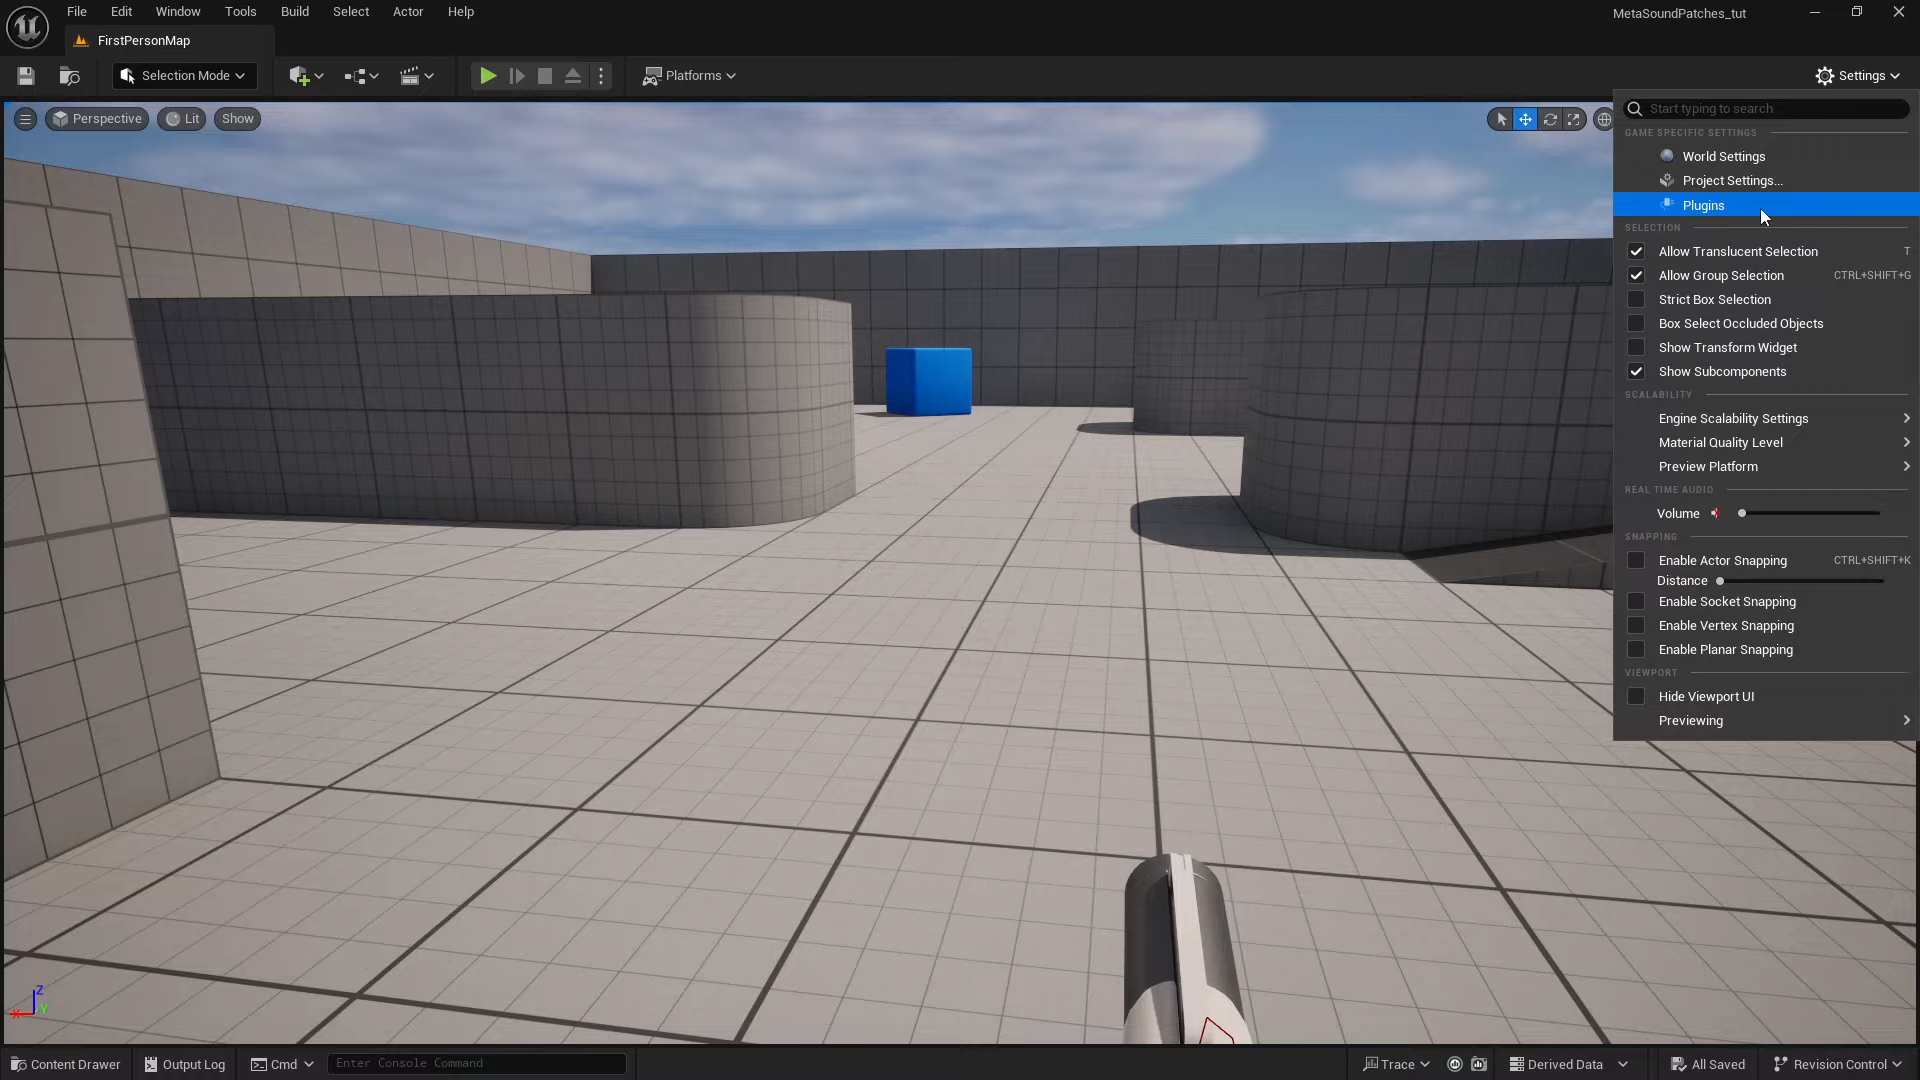 File Edit Window Tools Build Select Actor Help
MetaSoundPatches_tut
FirstPersonMap
Selection Mode
Platforms
Settings
Perspective Lit Show
Start typing to search
GAME SPECIFIC SETTINGS
World Settings
Project Settings...
Plugins
SELECTION
Allow Translucent Selection T
Allow Group Selection CTRL+SHIFT+G
Strict Box Selection
Box Select Occluded Objects
Show Transform Widget
Show Subcomponents
SCALABILITY
Engine Scalability Settings
Material Quality Level
Preview Platform
REAL TIME AUDIO
Volume
SNAPPING
Enable Actor Snapping CTRL+SHIFT+K
Distance
Enable Socket Snapping
Enable Vertex Snapping
Enable Planar Snapping
VIEWPORT
Hide Viewport UI
Previewing
Z
X Y
Content Drawer Output Log Cmd Enter Console Command Trace Derived Data All Saved Revision Control